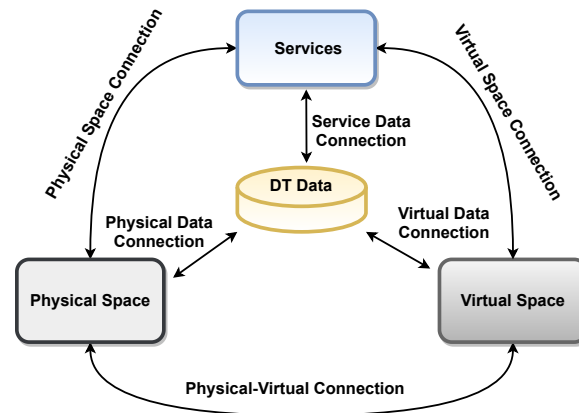 Services
Physical Space Connection
Virtual Space Connection
Service Data
Connection
DT Data
Physical Data
Connection
Virtual Data
Connection
Physical Space
Virtual Space
Physical-Virtual Connection